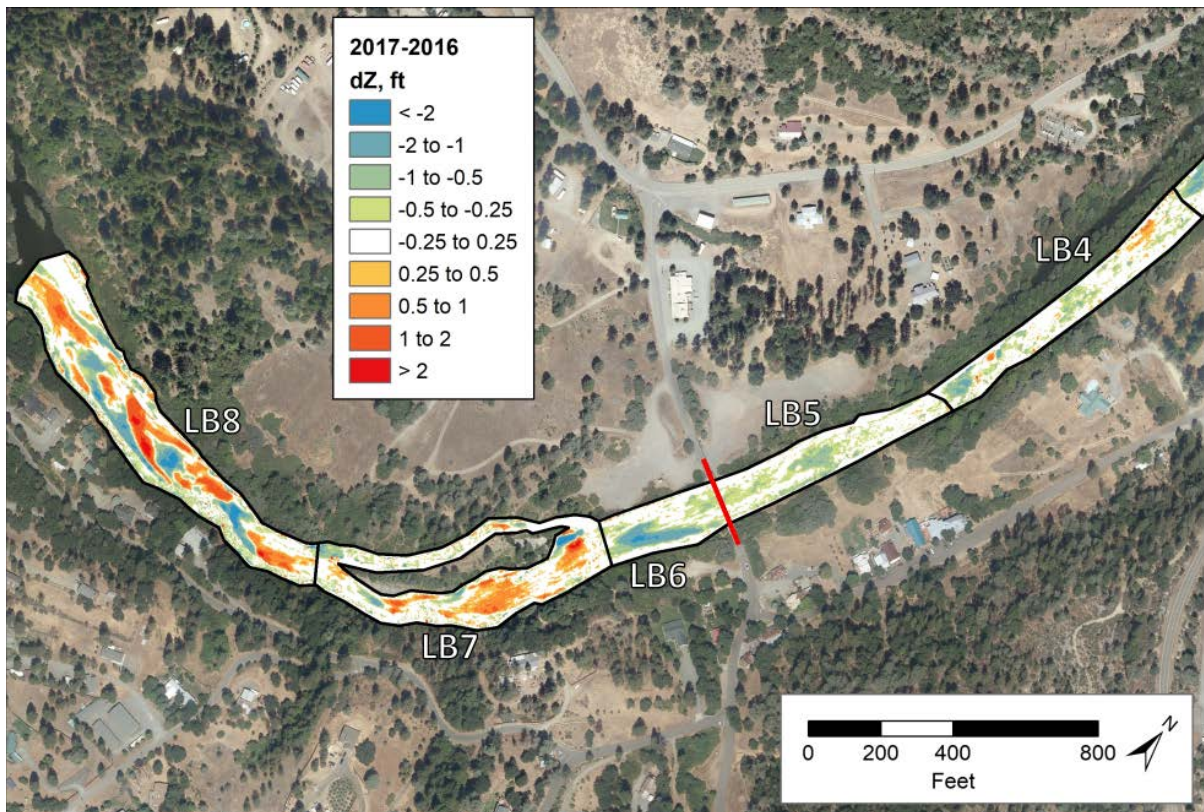 2017-2016
dZ, ft
< -2
-2 to -1
-1 to -0.5
-0.5 to -0.25
-0.25 to 0.25
0.25 to 0.5
0.5 to 1
1 to 2
> 2
LB4
LB5
LB8
LB6
LB7
N
0 200 400 800
Feet